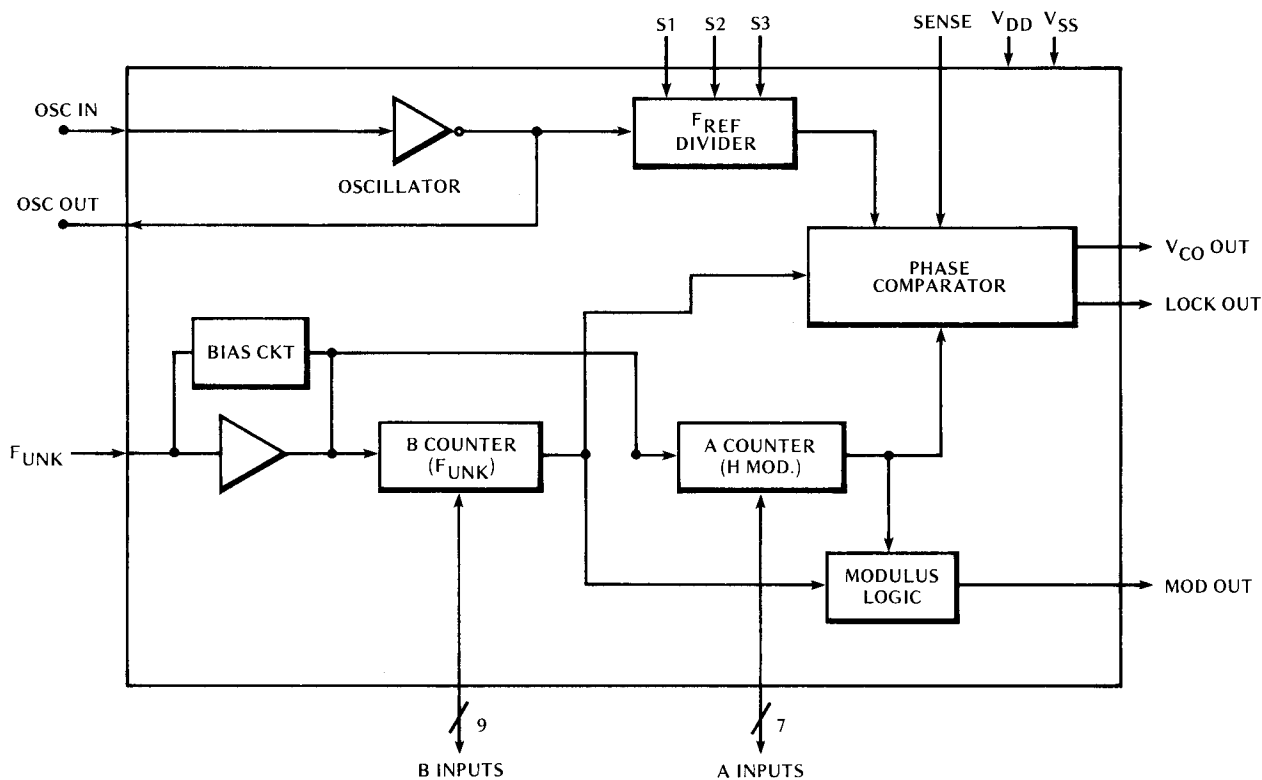 S1 S2 S3 SENSE VDD VSS
OSC IN
FREF
DIVIDER
OSCILLATOR
OSC OUT
PHASE
COMPARATOR
VCO OUT
LOCK OUT
BIAS CKT
FUNK
B COUNTER
(FUNK)
A COUNTER
(H MOD.)
MODULUS
LOGIC
MOD OUT
9
7
B INPUTS
A INPUTS